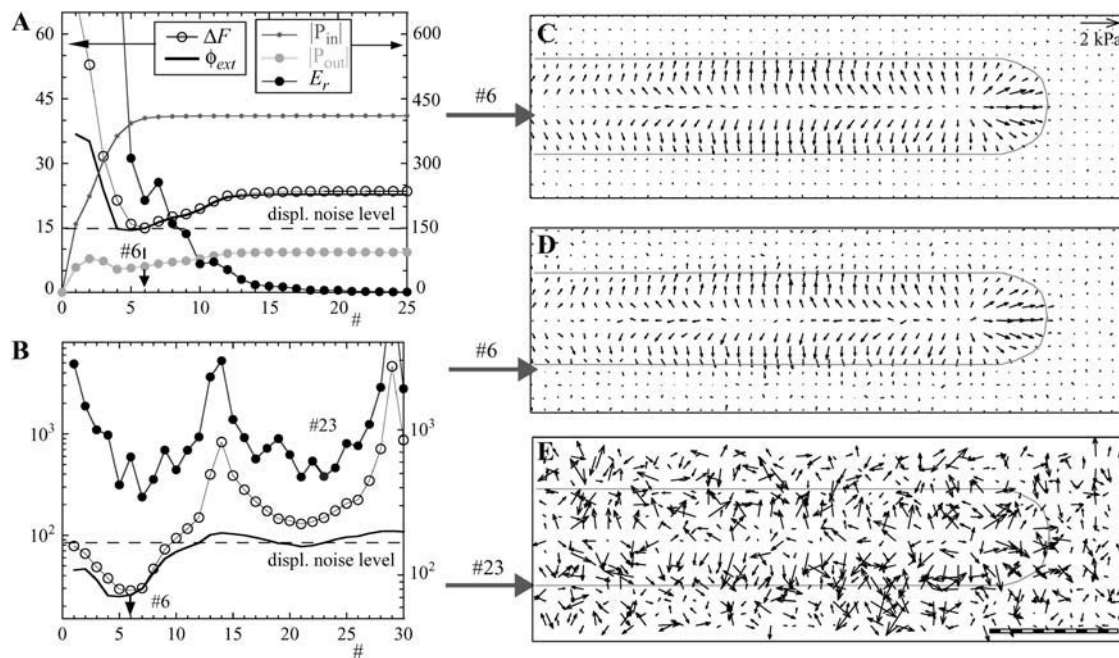 A
60
45
30
15
0
ΔF
ϕext
|Pin|
|Pout|
Er
600
450
300
150
0
displ. noise level
#6
0 5 10 15 20 25
#
B
10³
10²
#23
displ. noise level
#6
10³
10²
0 5 10 15 20 25 30
#
#6
C
2 kPa
#6
D
#23
E